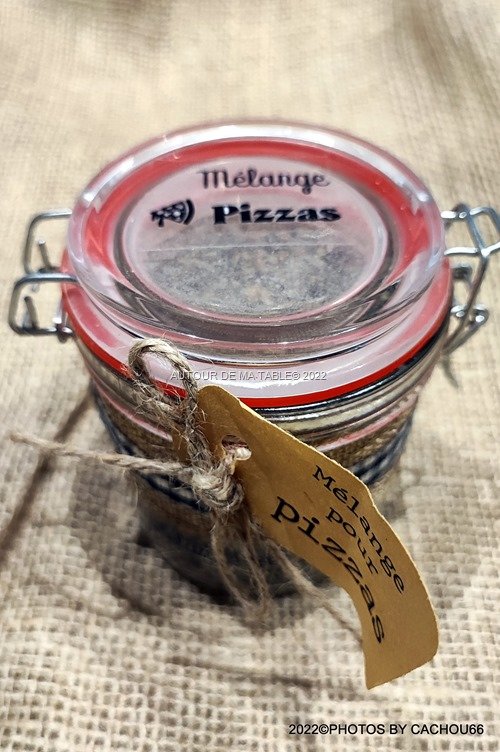 Mélange
Pizzas
AUTOUR DE MA TABLE© 2022
Mélange
pour
pizzas
2022©PHOTOS BY CACHOU66